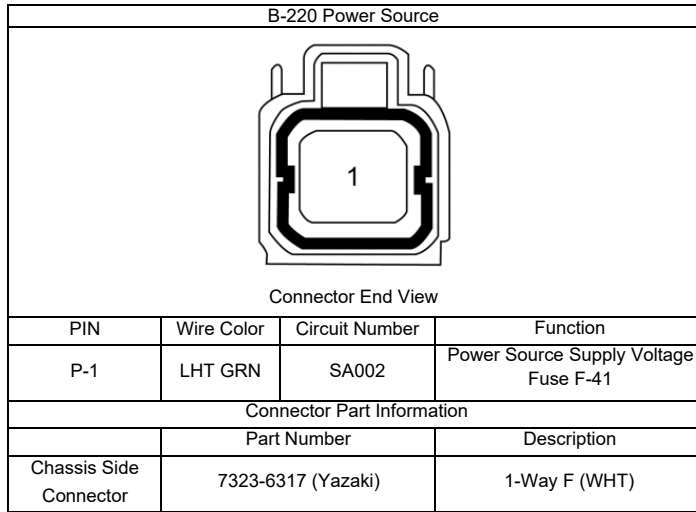 B-220 Power Source
1
Connector End View
PIN Wire Color Circuit Number Function
P-1 LHT GRN SA002 Power Source Supply Voltage
Fuse F-41
Connector Part Information
Part Number Description
Chassis Side
Connector 7323-6317 (Yazaki) 1-Way F (WHT)